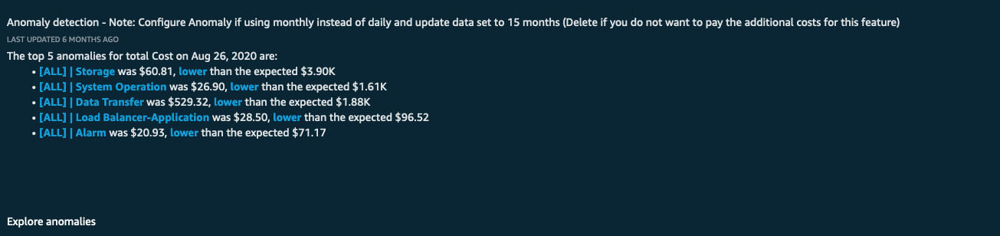 Anomaly detection - Note: Configure Anomaly if using monthly instead of daily and update data set to 15 months (Delete if you do not want to pay the additional costs for this feature)
LAST UPDATED 6 MONTHS AGO
The top 5 anomalies for total Cost on Aug 26, 2020 are:
• [ALL] | Storage was $60.81, lower than the expected $3.90K
• [ALL] | System Operation was $26.90, lower than the expected $1.61K
• [ALL] | Data Transfer was $529.32, lower than the expected $1.88K
• [ALL] | Load Balancer-Application was $28.50, lower than the expected $96.52
• [ALL] | Alarm was $20.93, lower than the expected $71.17
Explore anomalies